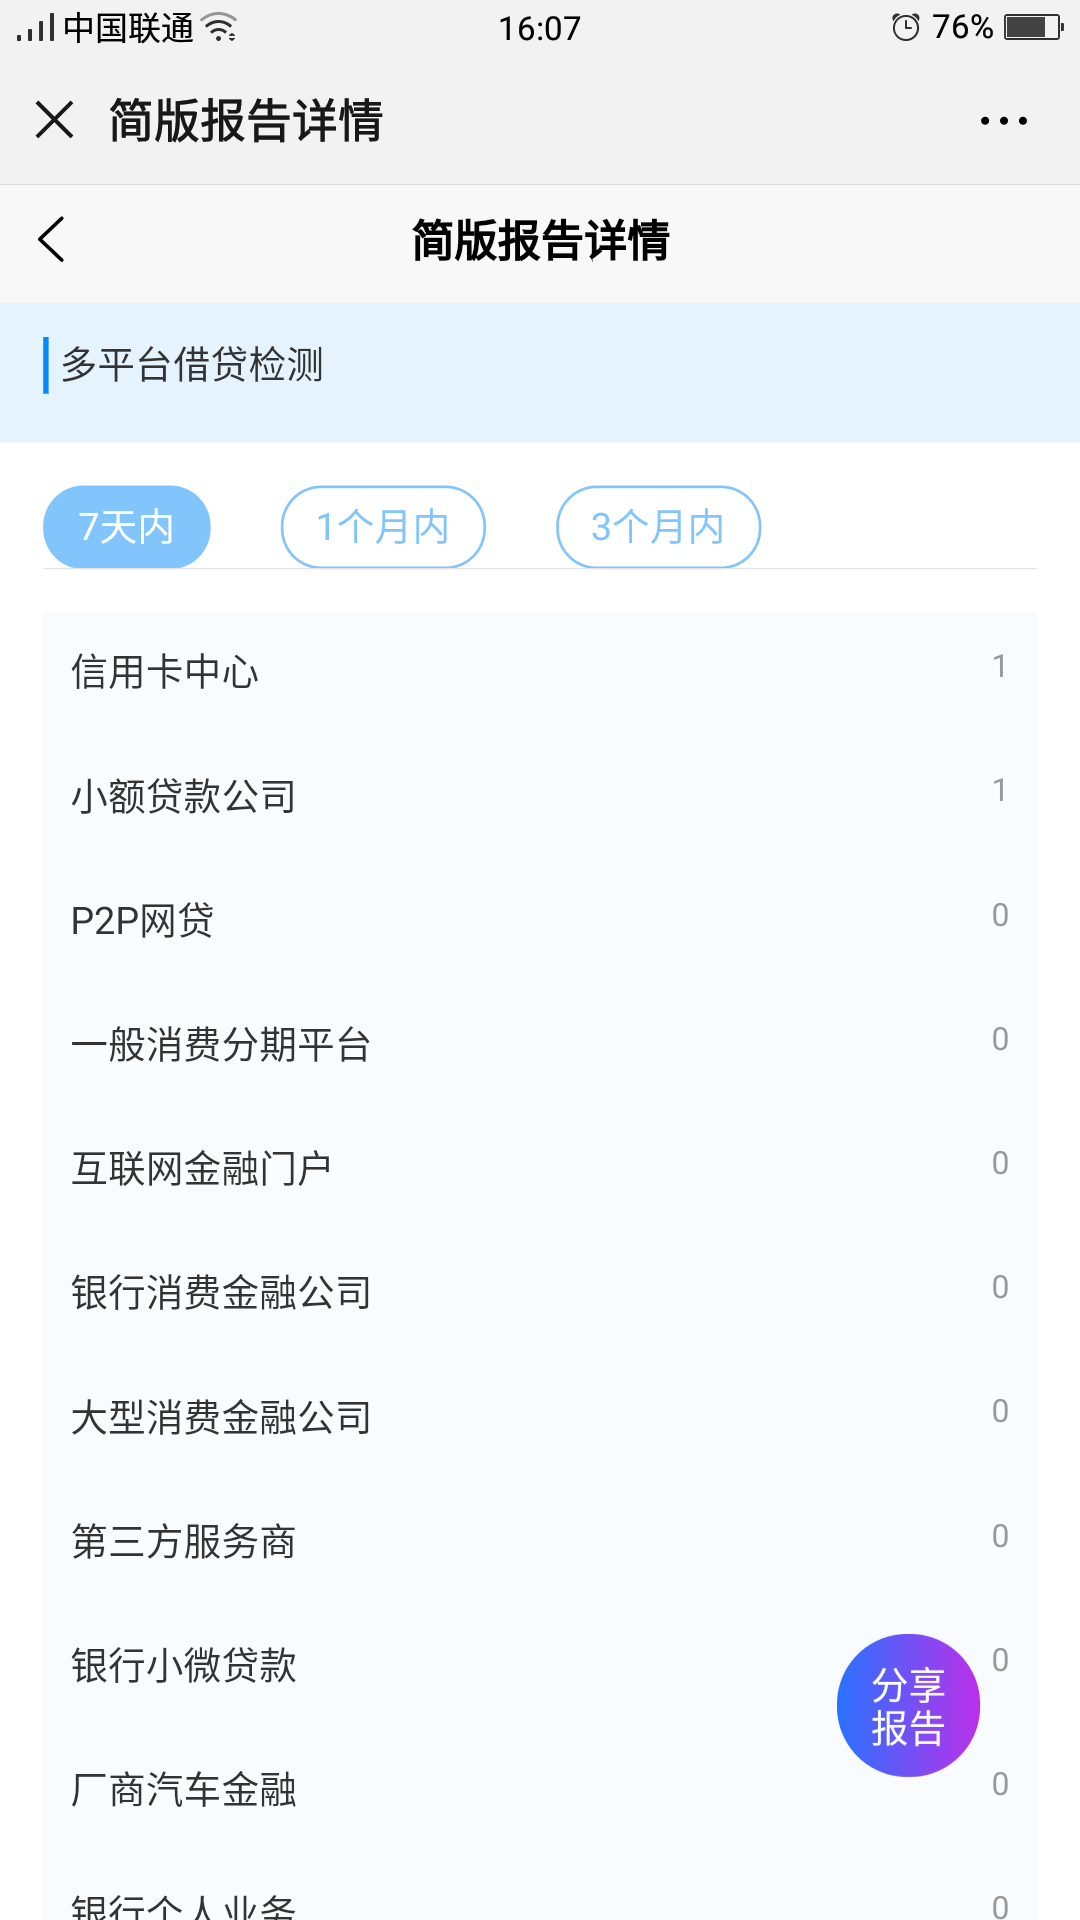 中国联通 16:07 76%
简版报告详情
简版报告详情
多平台借贷检测
7天内 1个月内 3个月内
信用卡中心 1
小额贷款公司 1
P2P网贷 0
一般消费分期平台 0
互联网金融门户 0
银行消费金融公司 0
大型消费金融公司 0
第三方服务商 0
银行小微贷款 0
分享
报告
厂商汽车金融 0
银行个人业务 0